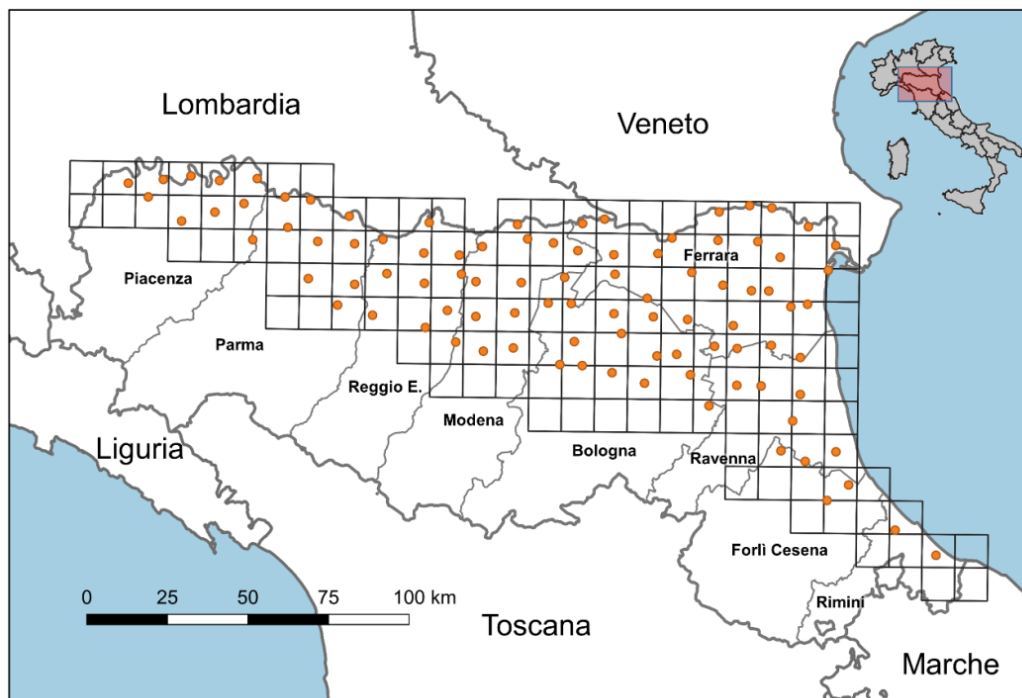 Lombardia
Veneto
Ferrara
Piacenza
Parma
Reggio E.
Modena
Liguria
Bologna
Ravenna
Forlì Cesena
0 25 50 75 100 km
Rimini
Toscana
Marche